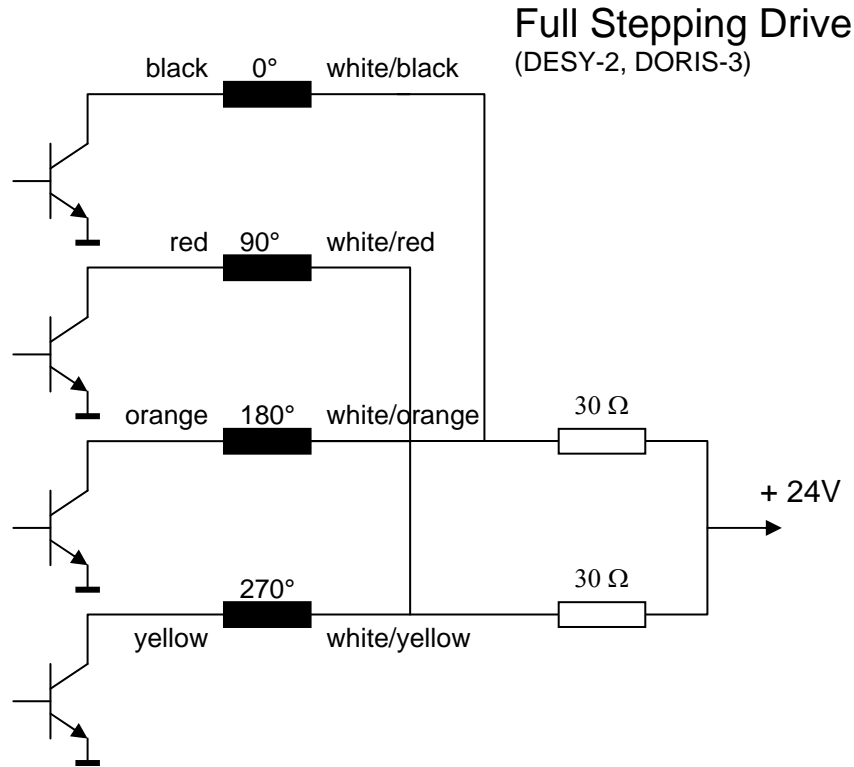 Full Stepping Drive
(DESY-2, DORIS-3)
black 0° white/black
red 90° white/red
orange 180° white/orange
30 Ω
+ 24V
270°
30 Ω
yellow white/yellow